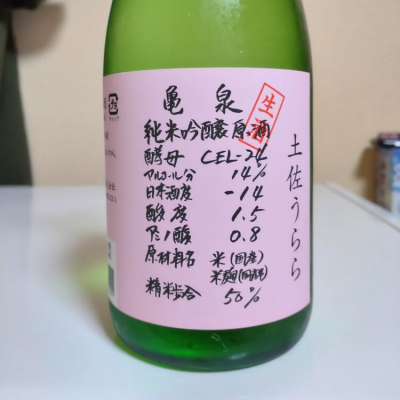 亀泉
生酒
純米吟醸原酒
酵母 CEL-24
アルコール分 14%
日本酒度 -14
酸度 1.5
アミノ酸 0.8
原材料名 米(国産)
米麹(国産米)
精米歩合 50%
土佐うらら